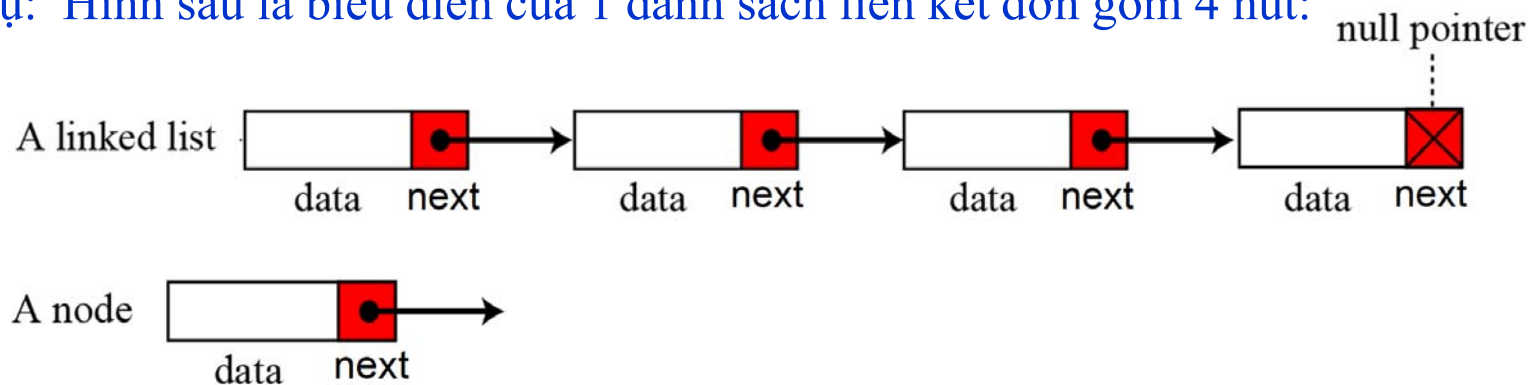 ụ: Hình sau là biểu diễn của 1 danh sách liên kết đơn gồm 4 nút:
null pointer
A linked list
data next data next data next data next
A node
data next